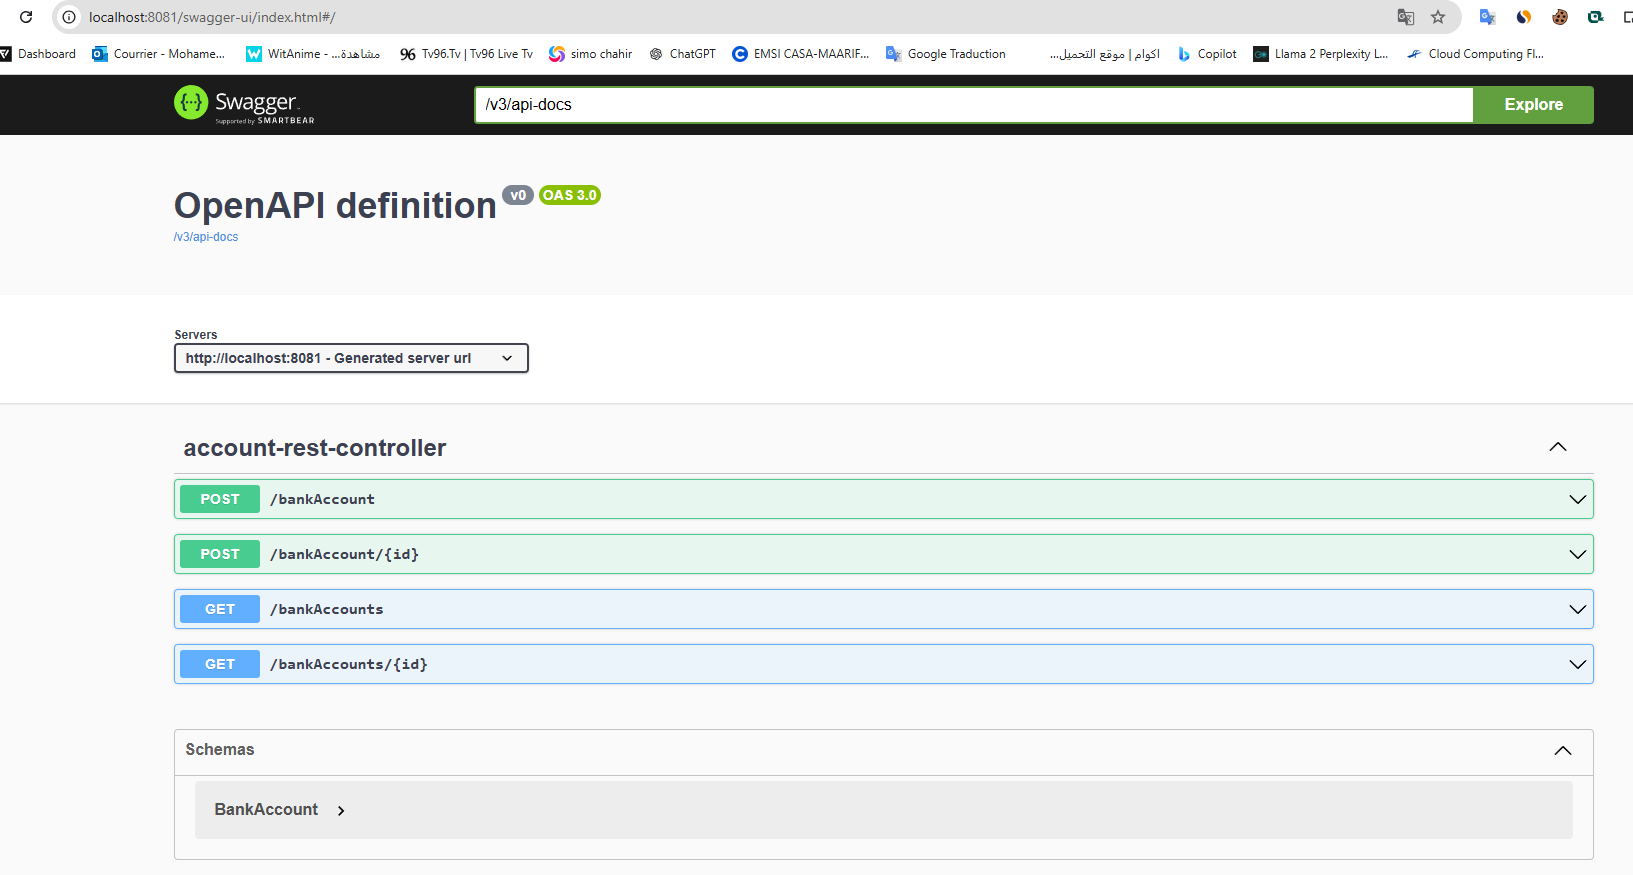 localhost:8081/swagger-ui/index.html#/
Dashboard
Courrier - Mohame...
WitAnime - ...مشاهدة
Tv96.Tv | Tv96 Live Tv
simo chahir
ChatGPT
EMSI CASA-MAARIF...
Google Traduction
اكوام | موقع التحميل...
Copilot
Llama 2 Perplexity L...
Cloud Computing Fl...
Swagger
Supported by SMARTBEAR
/v3/api-docs
Explore
OpenAPI definition v0 OAS 3.0
/v3/api-docs
Servers
http://localhost:8081 - Generated server url
account-rest-controller
POST /bankAccount
POST /bankAccount/{id}
GET /bankAccounts
GET /bankAccounts/{id}
Schemas
BankAccount